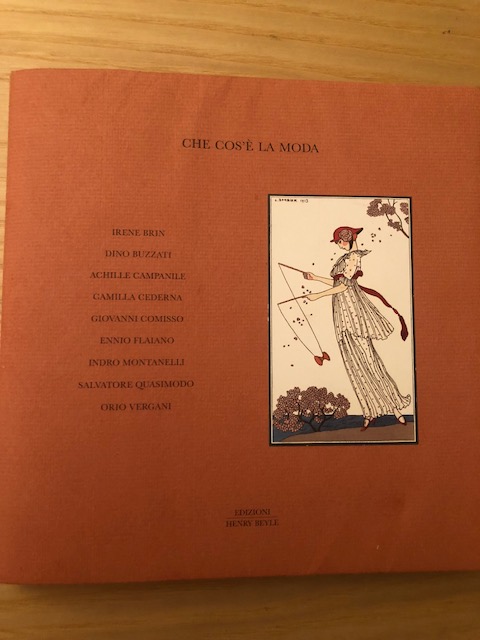 CHE COS'È LA MODA
IRENE BRIN
DINO BUZZATI
ACHILLE CAMPANILE
CAMILLA CEDERNA
GIOVANNI COMISSO
ENNIO FLAIANO
INDRO MONTANELLI
SALVATORE QUASIMODO
ORIO VERGANI
EDIZIONI
HENRY BEYLE